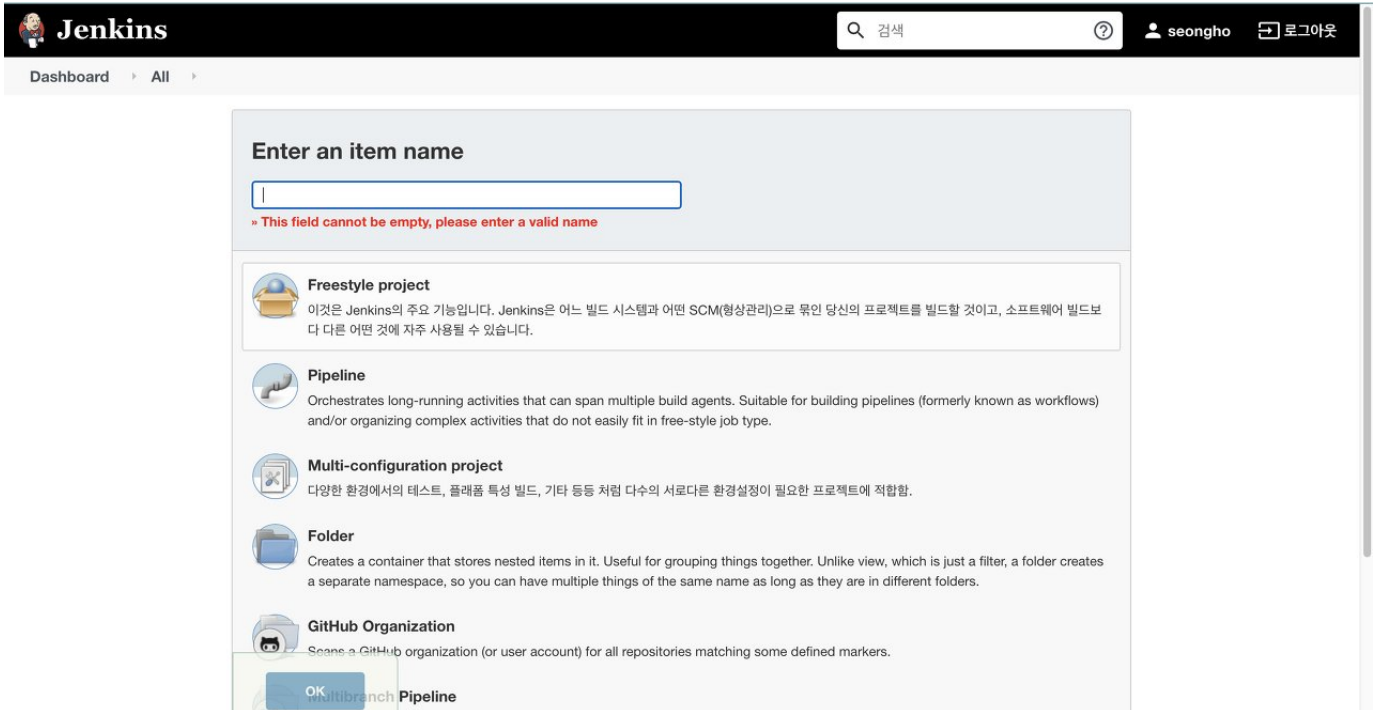 Jenkins
검색
seongho
로그아웃
Dashboard
All
Enter an item name
» This field cannot be empty, please enter a valid name
Freestyle project
이것은 Jenkins의 주요 기능입니다. Jenkins은 어느 빌드 시스템과 어떤 SCM(형상관리)으로 묶인 당신의 프로젝트를 빌드할 것이고, 소프트웨어 빌드보
다 다른 어떤 것에 자주 사용될 수 있습니다.
Pipeline
Orchestrates long-running activities that can span multiple build agents. Suitable for building pipelines (formerly known as workflows)
and/or organizing complex activities that do not easily fit in free-style job type.
Multi-configuration project
다양한 환경에서의 테스트, 플래폼 특성 빌드, 기타 등등 처럼 다수의 서로다른 환경설정이 필요한 프로젝트에 적합함.
Folder
Creates a container that stores nested items in it. Useful for grouping things together. Unlike view, which is just a filter, a folder creates
a separate namespace, so you can have multiple things of the same name as long as they are in different folders.
GitHub Organization
Scans a GitHub organization (or user account) for all repositories matching some defined markers.
OK
Multibranch Pipeline